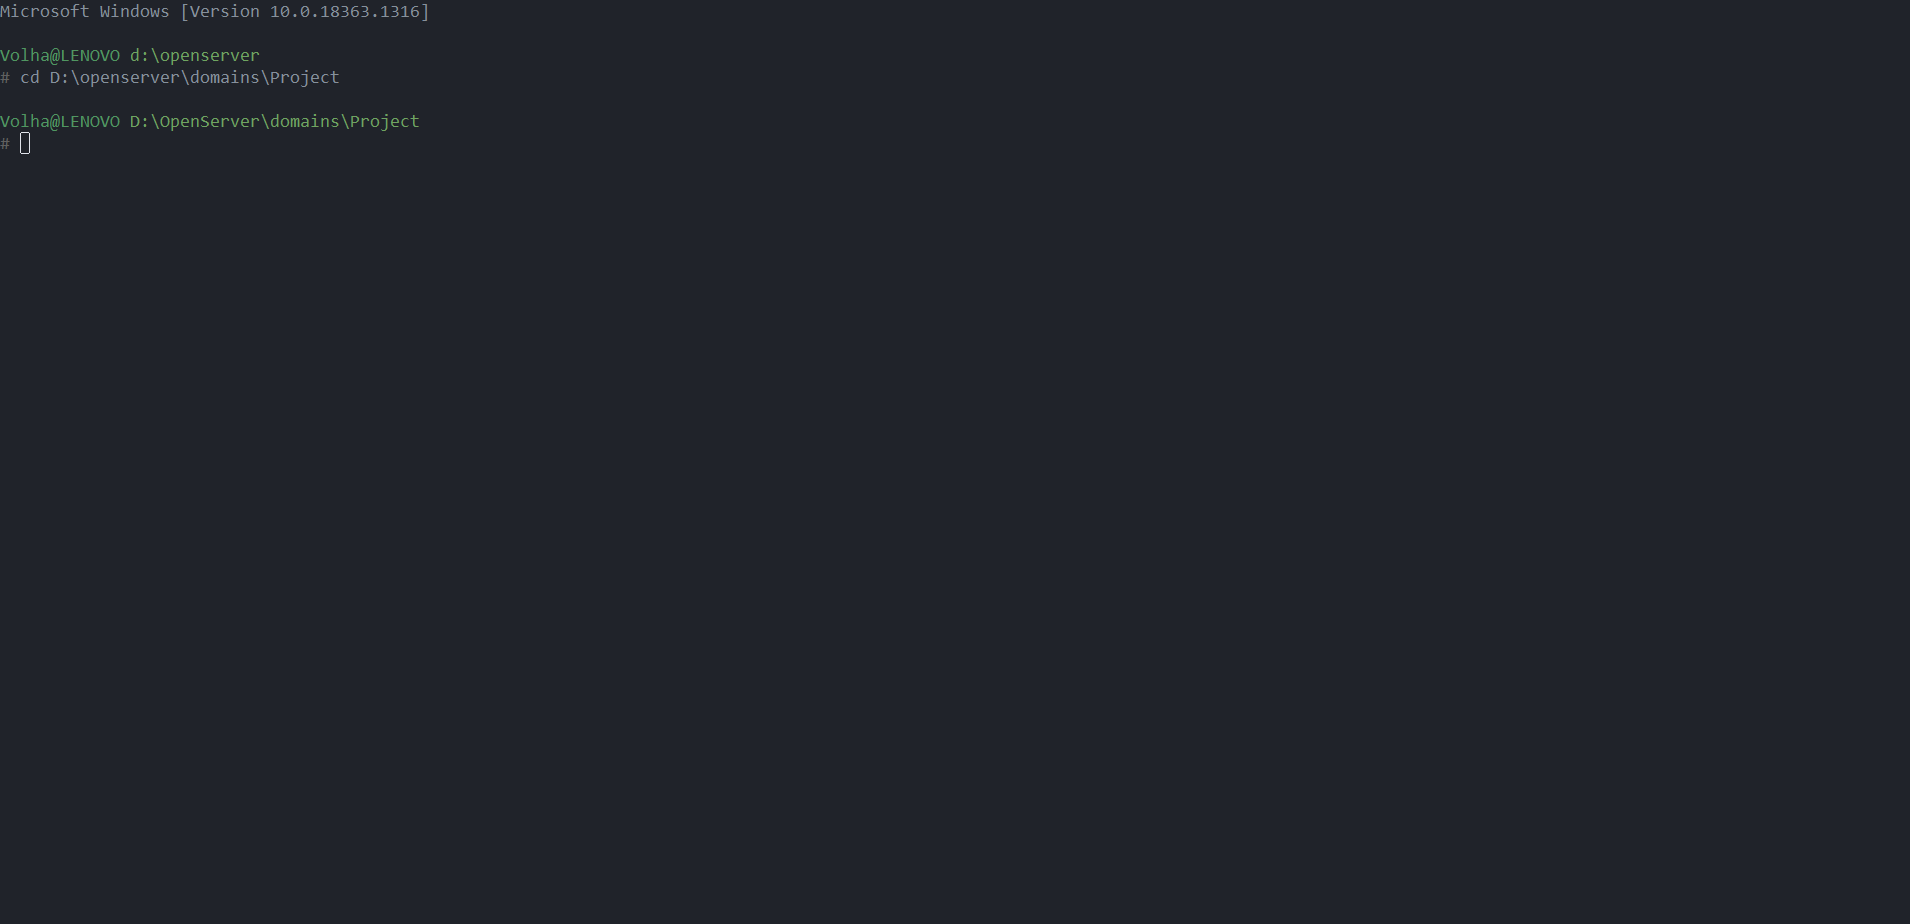 Microsoft Windows [Version 10.0.18363.1316]
Volha@LENOVO d:\openserver
# cd D:\openserver\domains\Project
Volha@LENOVO D:\OpenServer\domains\Project
#